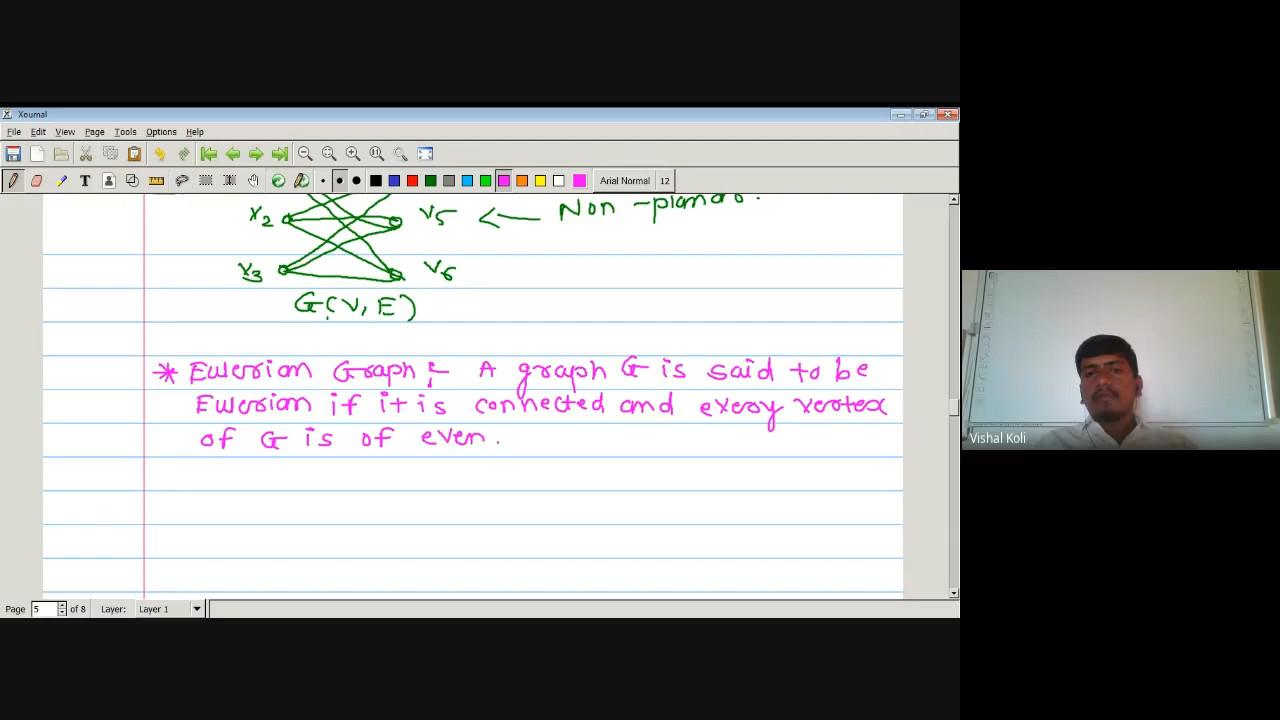 Xournal
File Edit View Page Tools Options Help
Arial Normal 12
x2 v5 ← Non-planar.
x3 v6
G(V, E)
* Eulerian Graph :- A graph G is said to be
Eulerian if it is connected and every vertex
of G is of even.
Vishal Koli
Page 5 of 8 Layer: Layer 1